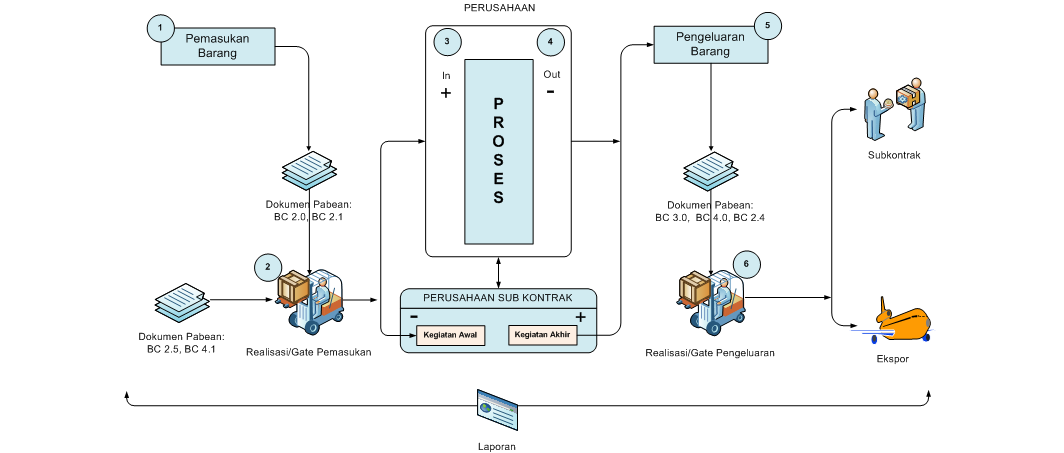 PERUSAHAAN
1
Pemasukan
Barang
3
In
+
4
Out
-
P
R
O
S
E
S
5
Pengeluaran
Barang
Subkontrak
Dokumen Pabean:
BC 2.0, BC 2.1
Dokumen Pabean:
BC 3.0, BC 4.0, BC 2.4
2
6
PERUSAHAAN SUB KONTRAK
-
+
Kegiatan Awal
Kegiatan Akhir
Dokumen Pabean:
BC 2.5, BC 4.1
Realisasi/Gate Pemasukan
Realisasi/Gate Pengeluaran
Ekspor
Laporan